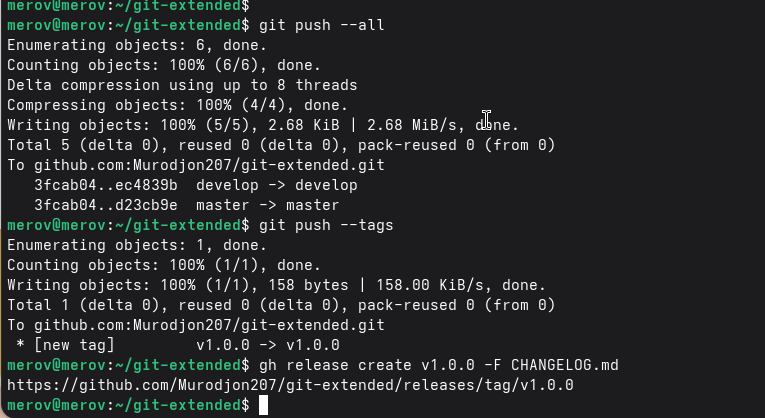 merov@merov:~/git-extended$
merov@merov:~/git-extended$ git push --all
Enumerating objects: 6, done.
Counting objects: 100% (6/6), done.
Delta compression using up to 8 threads
Compressing objects: 100% (4/4), done.
Writing objects: 100% (5/5), 2.68 KiB | 2.68 MiB/s, done.
Total 5 (delta 0), reused 0 (delta 0), pack-reused 0 (from 0)
To github.com:Murodjon207/git-extended.git
   3fcab04..ec4839b  develop -> develop
   3fcab04..d23cb9e  master -> master
merov@merov:~/git-extended$ git push --tags
Enumerating objects: 1, done.
Counting objects: 100% (1/1), done.
Writing objects: 100% (1/1), 158 bytes | 158.00 KiB/s, done.
Total 1 (delta 0), reused 0 (delta 0), pack-reused 0 (from 0)
To github.com:Murodjon207/git-extended.git
 * [new tag]         v1.0.0 -> v1.0.0
merov@merov:~/git-extended$ gh release create v1.0.0 -F CHANGELOG.md
https://github.com/Murodjon207/git-extended/releases/tag/v1.0.0
merov@merov:~/git-extended$